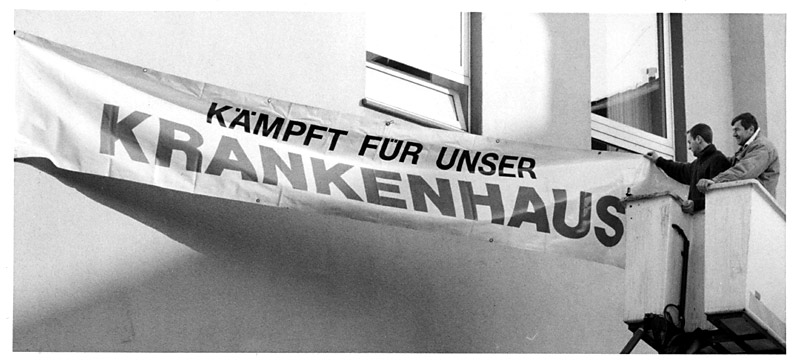 KÄMPFT FÜR UNSER
KRANKENHAUS